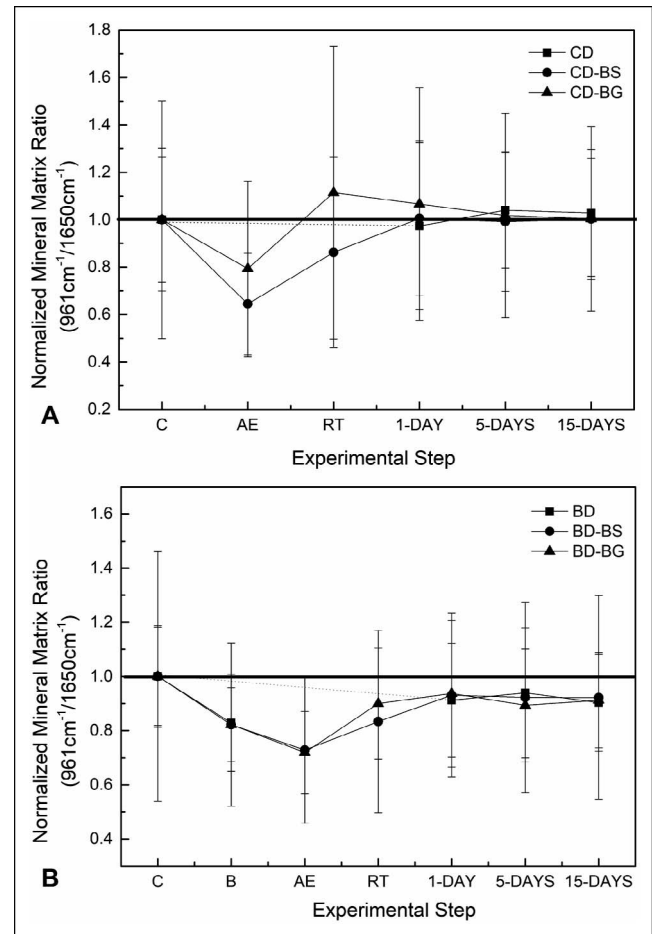 1.8
1.6
1.4
1.2
1.0
0.8
0.6
0.4
0.2
Normalized Mineral Matrix Ratio
(961cm⁻¹/1650cm⁻¹)
CD
CD-BS
CD-BG
C AE RT 1-DAY 5-DAYS 15-DAYS
A
Experimental Step
1.6
1.4
1.2
1.0
0.8
0.6
0.4
Normalized Mineral Matrix Ratio
(961cm⁻¹/1650cm⁻¹)
BD
BD-BS
BD-BG
C B AE RT 1-DAY 5-DAYS 15-DAYS
B
Experimental Step